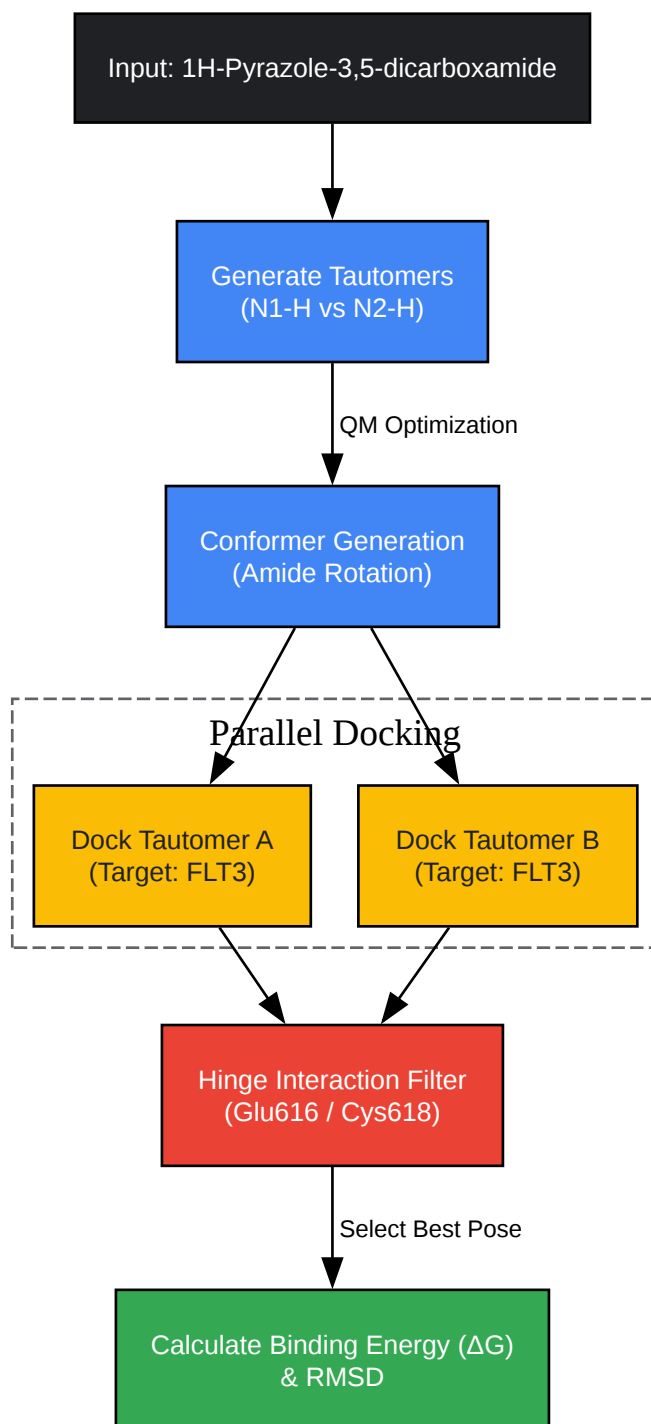 Input: 1H-Pyrazole-3,5-dicarboxamide
Generate Tautomers
(N1-H vs N2-H)
QM Optimization
Conformer Generation
(Amide Rotation)
Parallel Docking
Dock Tautomer A
(Target: FLT3)
Dock Tautomer B
(Target: FLT3)
Hinge Interaction Filter
(Glu616 / Cys618)
Select Best Pose
Calculate Binding Energy (ΔG)
& RMSD